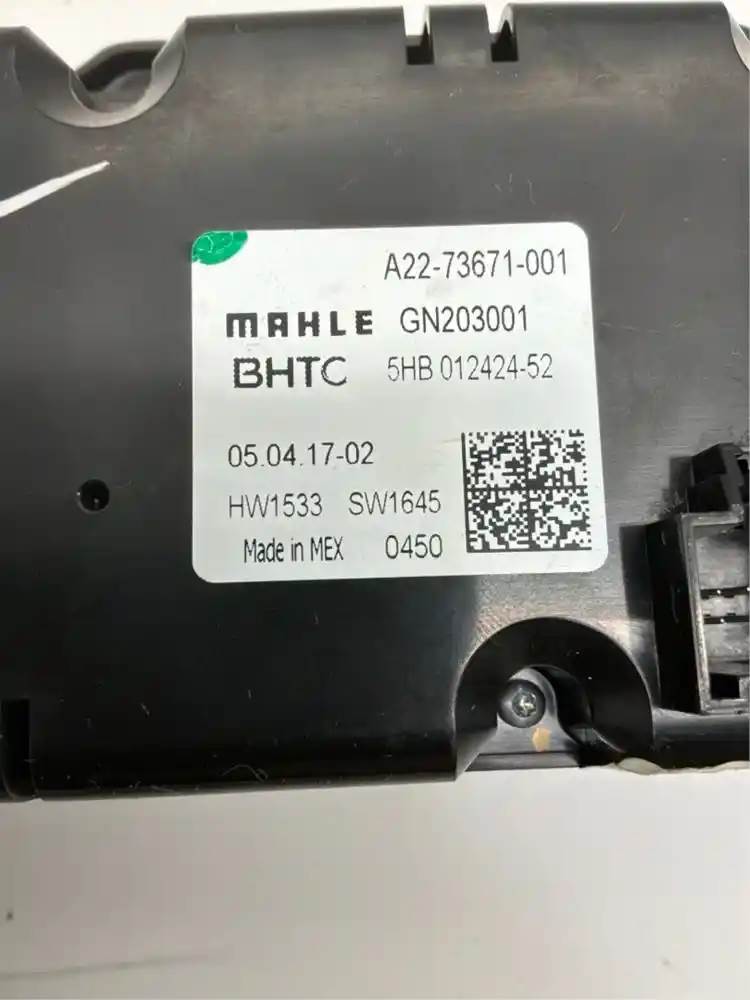 A22-73671-001
MAHLE GN203001
BHTC 5HB 012424-52
05.04.17-02
HW1533 SW1645
Made in MEX 0450